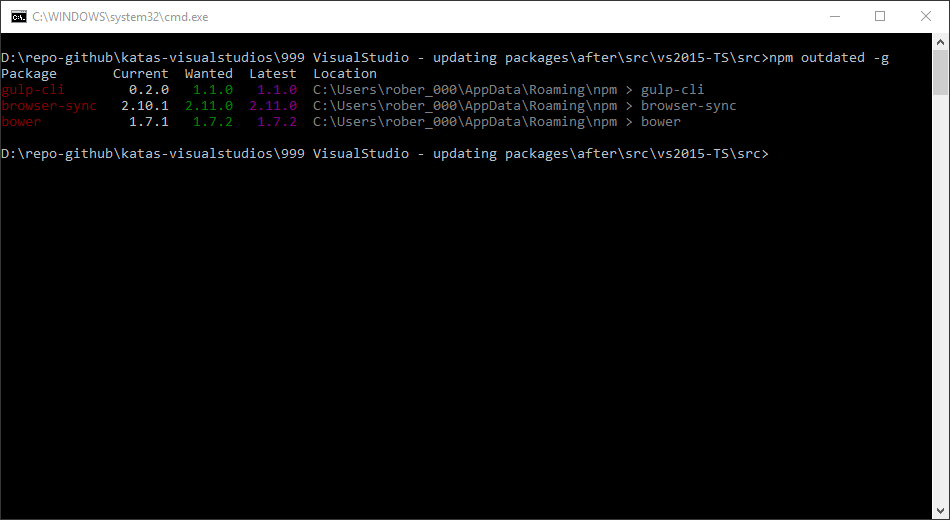 C:\WINDOWS\system32\cmd.exe
D:\repo-github\katas-visualstudios\999 VisualStudio - updating packages\after\src\vs2015-TS\src>npm outdated -g
Package       Current  Wanted  Latest  Location
gulp-cli        0.2.0   1.1.0   1.1.0  C:\Users\rober_000\AppData\Roaming\npm > gulp-cli
browser-sync   2.10.1  2.11.0  2.11.0  C:\Users\rober_000\AppData\Roaming\npm > browser-sync
bower           1.7.1   1.7.2   1.7.2  C:\Users\rober_000\AppData\Roaming\npm > bower
D:\repo-github\katas-visualstudios\999 VisualStudio - updating packages\after\src\vs2015-TS\src>